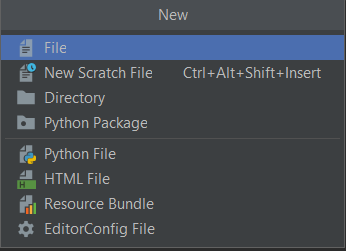 New
File
New Scratch File Ctrl+Alt+Shift+Insert
Directory
Python Package
Python File
H
HTML File
Resource Bundle
EditorConfig File